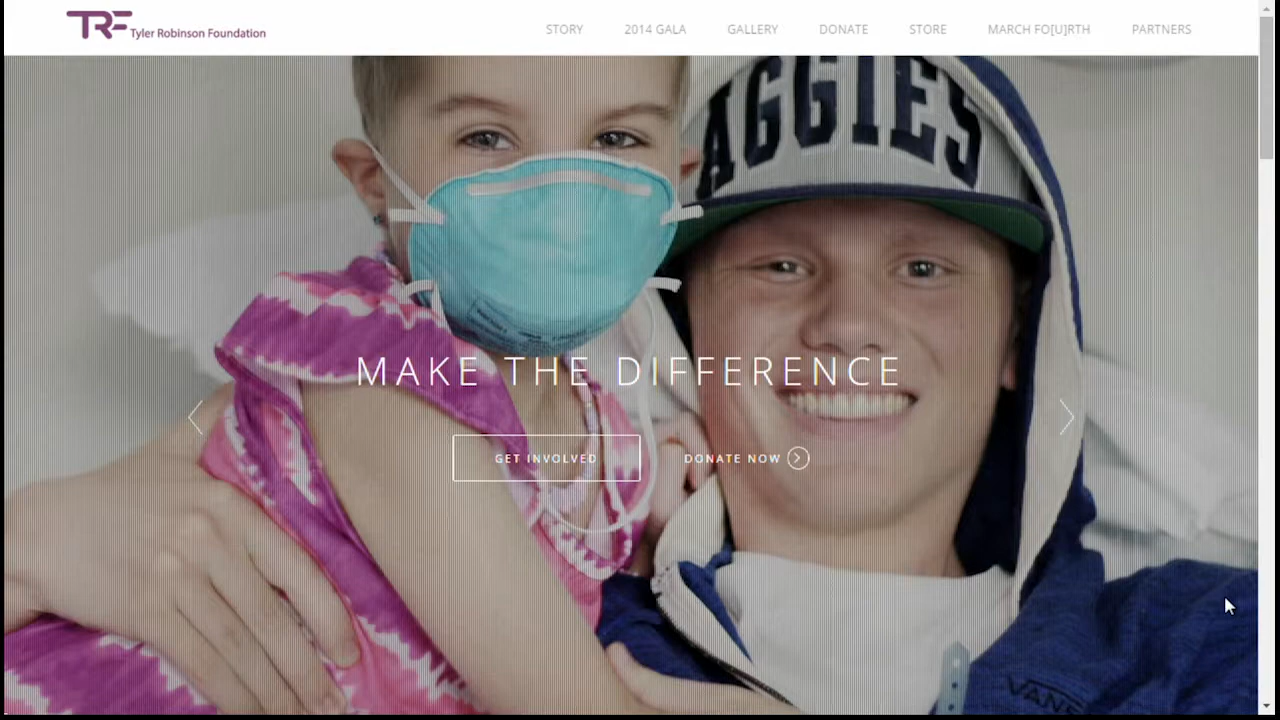 TRF Tyler Robinson Foundation
STORY 2014 GALA GALLERY DONATE STORE MARCH FO[U]RTH PARTNERS
AGGIES
MAKE THE DIFFERENCE
GET INVOLVED DONATE NOW
VANS